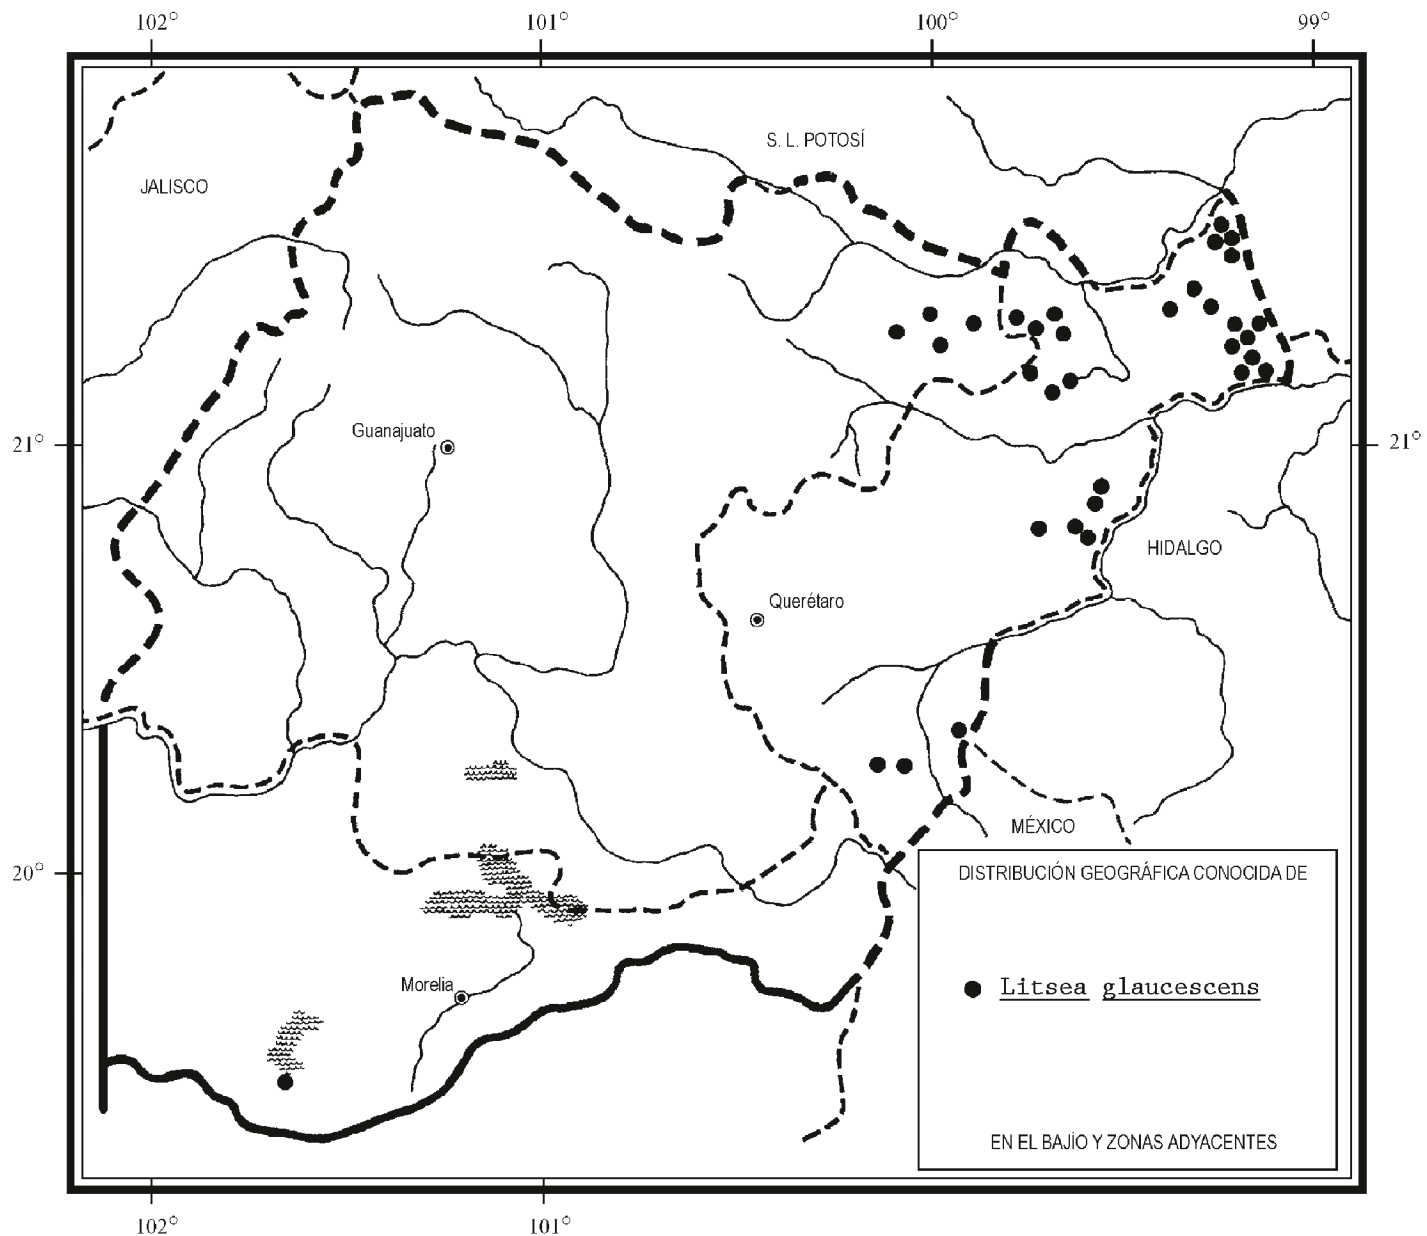 102° 101° 100° 99°
S. L. POTOSÍ
JALISCO
Guanajuato
21° 21°
HIDALGO
Querétaro
MÉXICO
20°
DISTRIBUCIÓN GEOGRÁFICA CONOCIDA DE
Morelia
Litsea glaucescens
EN EL BAJÍO Y ZONAS ADYACENTES
102° 101°